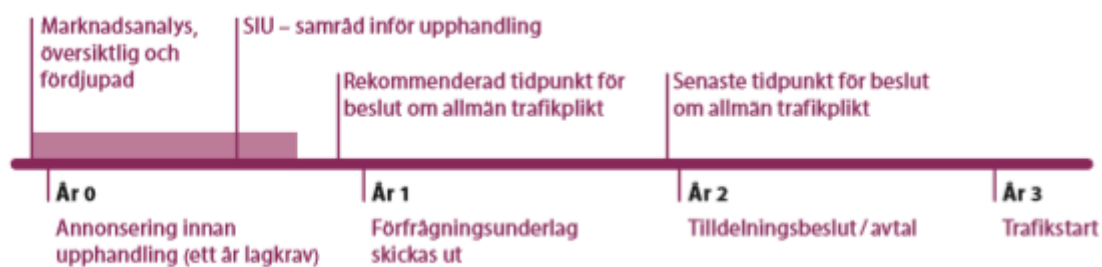 Marknadsanalys,
översiktlig och
fördjupad
SIU – samråd inför upphandling
Rekommenderad tidpunkt för
beslut om allmän trafikplikt
Senaste tidpunkt för beslut
om allmän trafikplikt
År 0
Annonsering innan
upphandling (ett år lagkrav)
År 1
Förfrågningsunderlag
skickas ut
År 2
Tilldelningsbeslut / avtal
År 3
Trafikstart